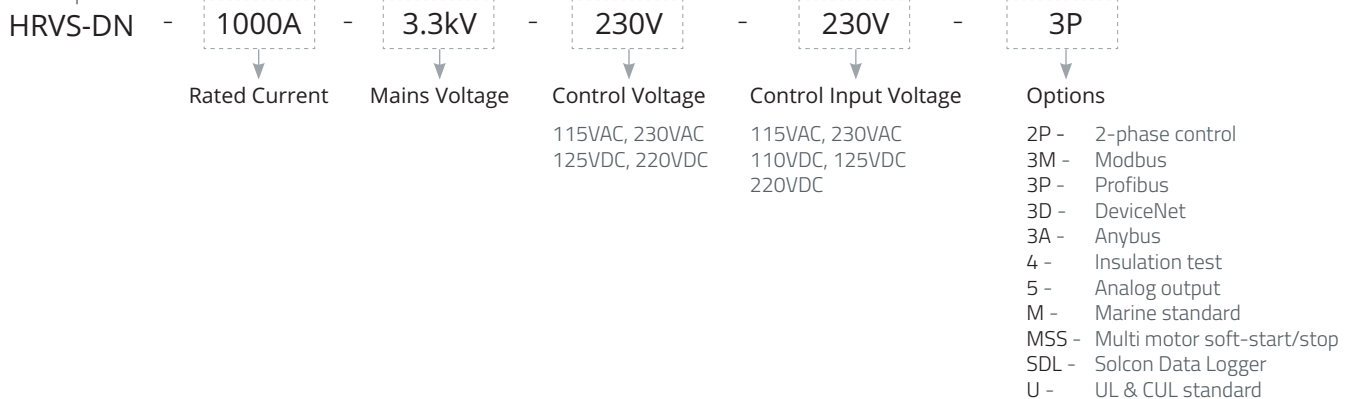 HRVS-DN - 1000A - 3.3kV - 230V - 230V - 3P
Rated Current Mains Voltage Control Voltage Control Input Voltage Options
115VAC, 230VAC
125VDC, 220VDC
115VAC, 230VAC
110VDC, 125VDC
220VDC
2P - 2-phase control
3M - Modbus
3P - Profibus
3D - DeviceNet
3A - Anybus
4 - Insulation test
5 - Analog output
M - Marine standard
MSS - Multi motor soft-start/stop
SDL - Solcon Data Logger
U - UL & CUL standard